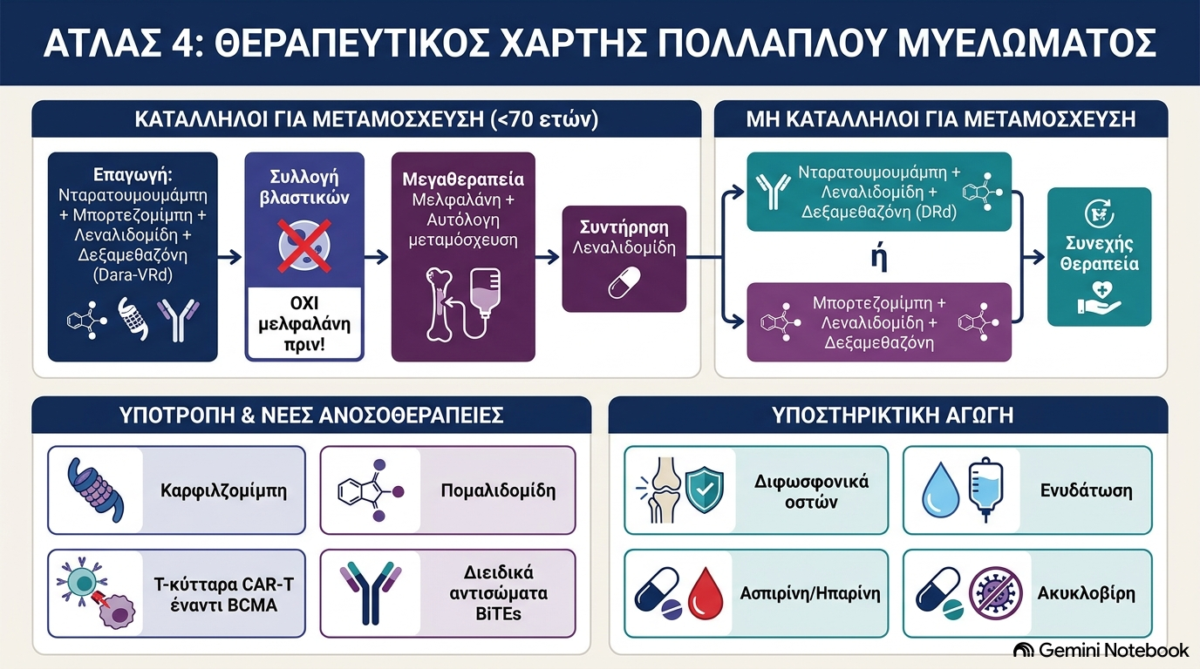 ΑΤΛΑΣ 4: ΘΕΡΑΠΕΥΤΙΚΟΣ ΧΑΡΤΗΣ ΠΟΛΛΑΠΛΟΥ ΜΥΕΛΩΜΑΤΟΣ
ΚΑΤΑΛΛΗΛΟΙ ΓΙΑ ΜΕΤΑΜΟΣΧΕΥΣΗ (<70 ετών)
Επαγωγή:
Νταρατουμουμάμπη
+ Μπορτεζομίμπη +
Λεναλιδομίδη +
Δεξαμεθαζόνη
(Dara-VRd)
Συλλογή
βλαστικών
ΟΧΙ
μελφαλάνη
πριν!
Μεγαθεραπεία
Μελφαλάνη +
Αυτόλογη
μεταμόσχευση
Συντήρηση
Λεναλιδομίδη
ΜΗ ΚΑΤΑΛΛΗΛΟΙ ΓΙΑ ΜΕΤΑΜΟΣΧΕΥΣΗ
Νταρατουμουμάμπη +
Λεναλιδομίδη +
Δεξαμεθαζόνη (DRd)
ή
Μπορτεζομίμπη +
Λεναλιδομίδη +
Δεξαμεθαζόνη
Συνεχής
Θεραπεία
ΥΠΟΤΡΟΠΗ & ΝΕΕΣ ΑΝΟΣΟΘΕΡΑΠΕΙΕΣ
Καρφιλζομίμπη
Πομαλιδομίδη
Τ-κύτταρα CAR-T
έναντι BCMA
Διειδικά
αντισώματα
BiTEs
ΥΠΟΣΤΗΡΙΚΤΙΚΗ ΑΓΩΓΗ
Διφωσφονικά
οστών
Ενυδάτωση
Ασπιρίνη/Ηπαρίνη
Ακυκλοβίρη
Gemini Notebook